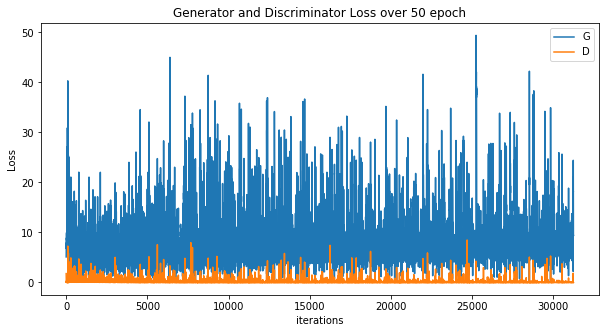 Generator and Discriminator Loss over 50 epoch
G
D
50
40
30
20
10
0
Loss
0 5000 10000 15000 20000 25000 30000
iterations